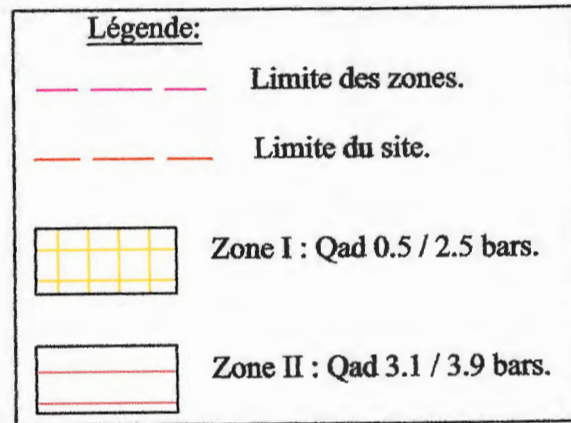 Légende:
Limite des zones.
Limite du site.
Zone I : Qad 0.5 / 2.5 bars.
Zone II : Qad 3.1 / 3.9 bars.